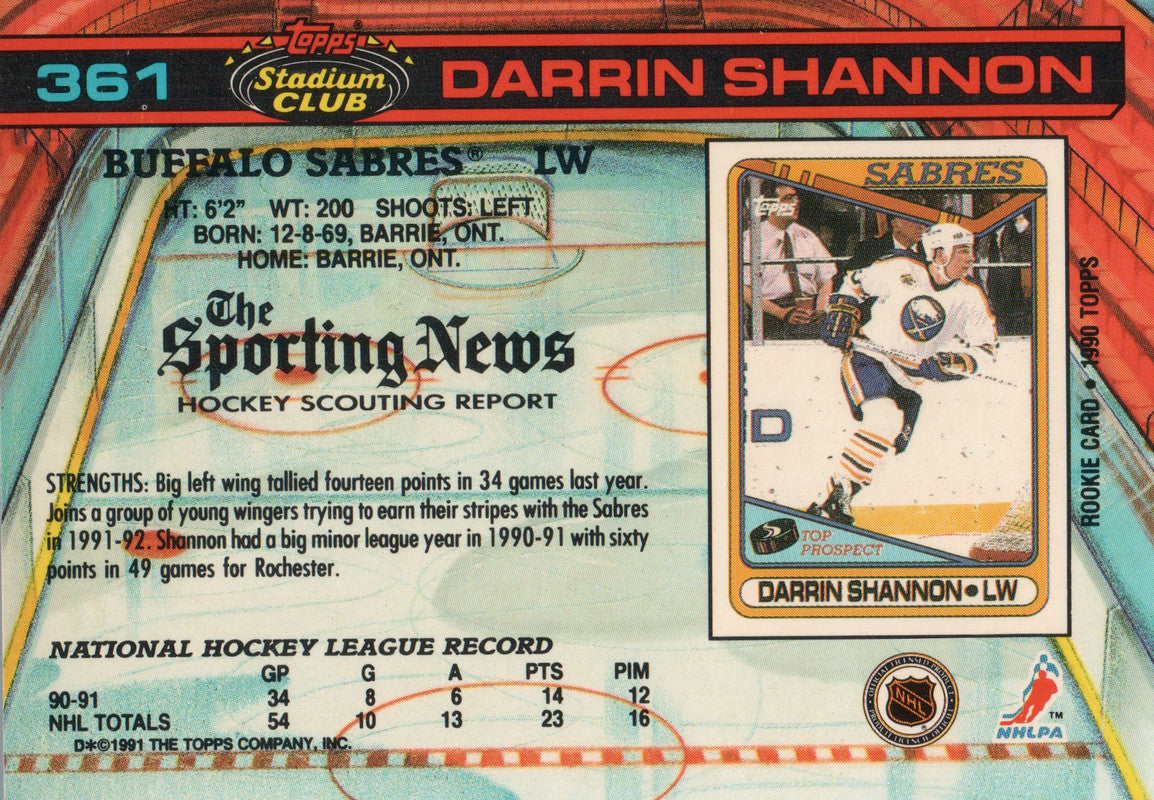 361
Topps
Stadium
CLUB
DARRIN SHANNON
BUFFALO SABRES® LW
HT: 6'2" WT: 200 SHOOTS: LEFT
BORN: 12-8-69, BARRIE, ONT.
HOME: BARRIE, ONT.
The
Sporting News
HOCKEY SCOUTING REPORT
STRENGTHS: Big left wing tallied fourteen points in 34 games last year.
Joins a group of young wingers trying to earn their stripes with the Sabres
in 1991-92. Shannon had a big minor league year in 1990-91 with sixty
points in 49 games for Rochester.
NATIONAL HOCKEY LEAGUE RECORD
GP G A PTS PIM
90-91 34 8 6 14 12
NHL TOTALS 54 10 13 23 16
D*©1991 THE TOPPS COMPANY, INC.
SABRES
Topps
D
TOP
PROSPECT
DARRIN SHANNON • LW
ROOKIE CARD • 1990 TOPPS
OFFICIAL LICENSED PRODUCT
NHL
NHLPA™